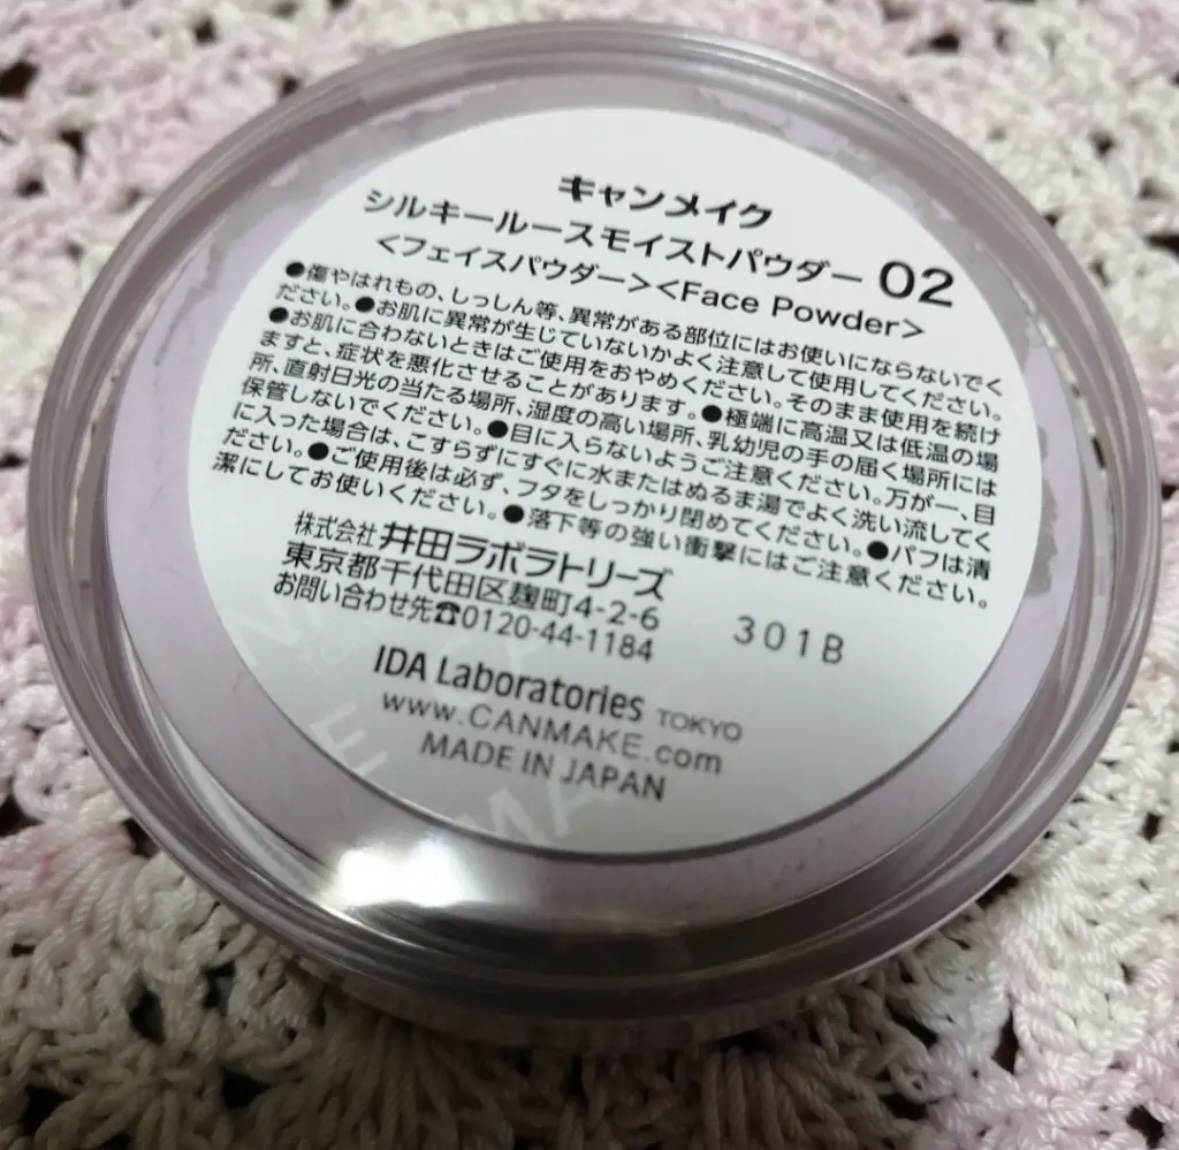 キャンメイク
シルキールースモイストパウダー 02
<フェイスパウダー><Face Powder>
●傷やはれもの、しっしん等、異常がある部位にはお使いにならないでく
ださい。●お肌に異常が生じていないかよく注意して使用してください。
●お肌に合わないときはご使用をおやめください。そのまま使用を続け
ますと、症状を悪化させることがあります。●極端に高温又は低温の場
所、直射日光の当たる場所、湿度の高い場所、乳幼児の手の届く場所には
保管しないでください。●目に入らないようご注意ください。万が一、目
に入った場合は、こすらずにすぐに水またはぬるま湯でよく洗い流してく
ださい。●ご使用後は必ず、フタをしっかり閉めてください。●パフは清
潔にしてお使いください。●落下等の強い衝撃にはご注意ください。
株式会社 井田ラボラトリーズ
東京都千代田区麹町4-2-6
お問い合わせ先☎0120-44-1184
301B
IDA Laboratories TOKYO
www.CANMAKE.com
MADE IN JAPAN